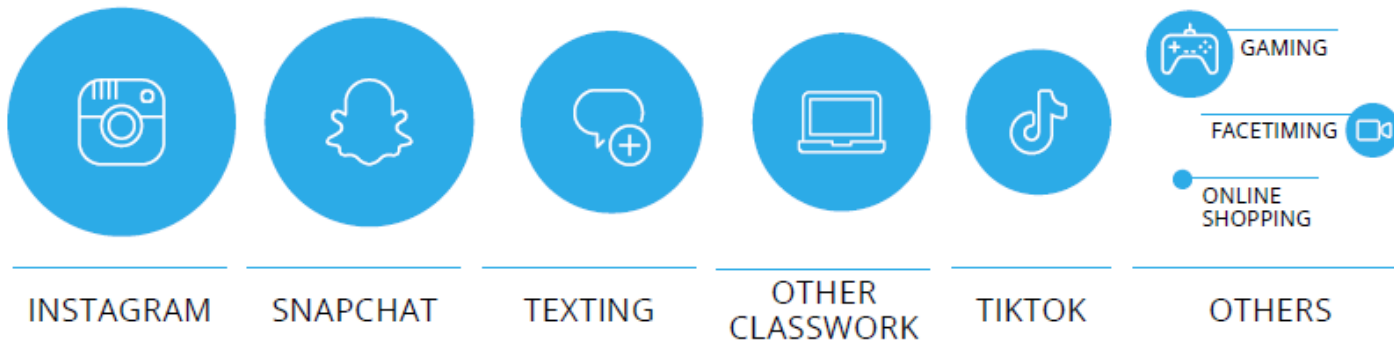 GAMING
FACETIMING
ONLINE
SHOPPING
INSTAGRAM
SNAPCHAT
TEXTING
OTHER
CLASSWORK
TIKTOK
OTHERS